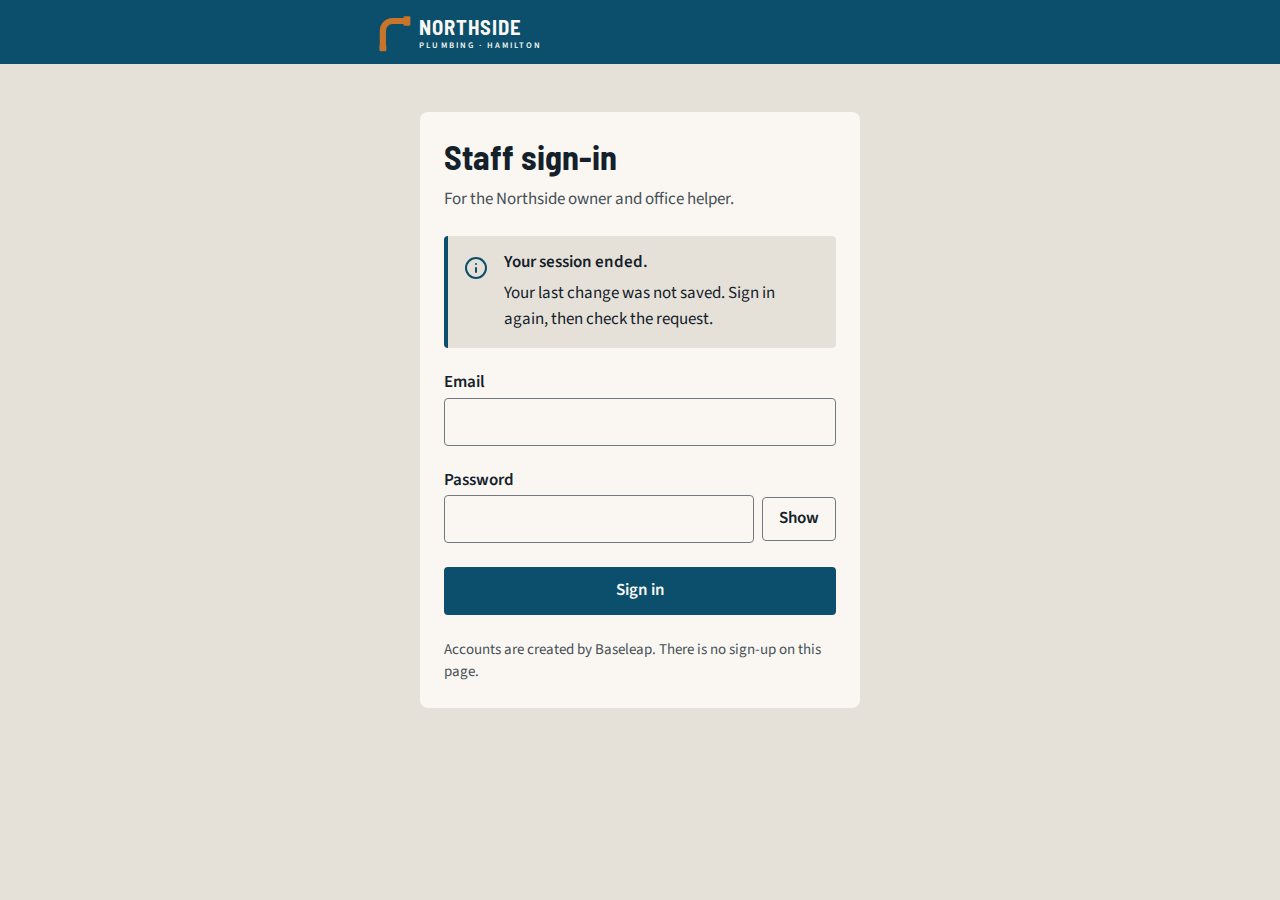 NORTHSIDE
PLUMBING · HAMILTON
Staff sign-in
For the Northside owner and office helper.
Your session ended.
Your last change was not saved. Sign in
again, then check the request.
Email
Password
Show
Sign in
Accounts are created by Baseleap. There is no sign-up on this
page.